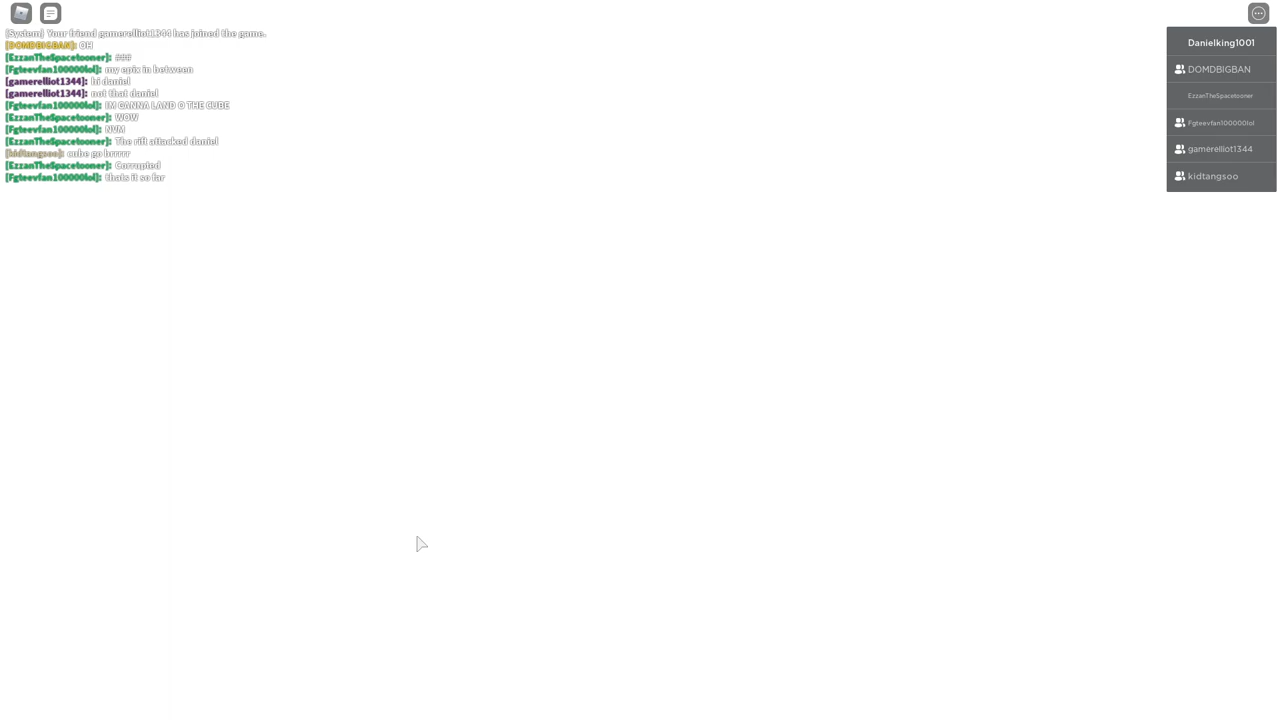 [System] Your friend gamerelliot1344 has joined the game.
[DOMDBIGBAN]: OH
[EzzanTheSpacetooner]: ###
[Fgteevfan100000lol]: my epix in between
[gamerelliot1344]: hi daniel
[gamerelliot1344]: not that daniel
[Fgteevfan100000lol]: IM GANNA LAND O THE CUBE
[EzzanTheSpacetooner]: WOW
[Fgteevfan100000lol]: NVM
[EzzanTheSpacetooner]: The rift attacked daniel
[kidtangsoo]: cube go brrrrr
[EzzanTheSpacetooner]: Corrupted
[Fgteevfan100000lol]: thats it so far
Danielking1001
DOMDBIGBAN
EzzanTheSpacetooner
Fgteevfan100000lol
gamerelliot1344
kidtangsoo